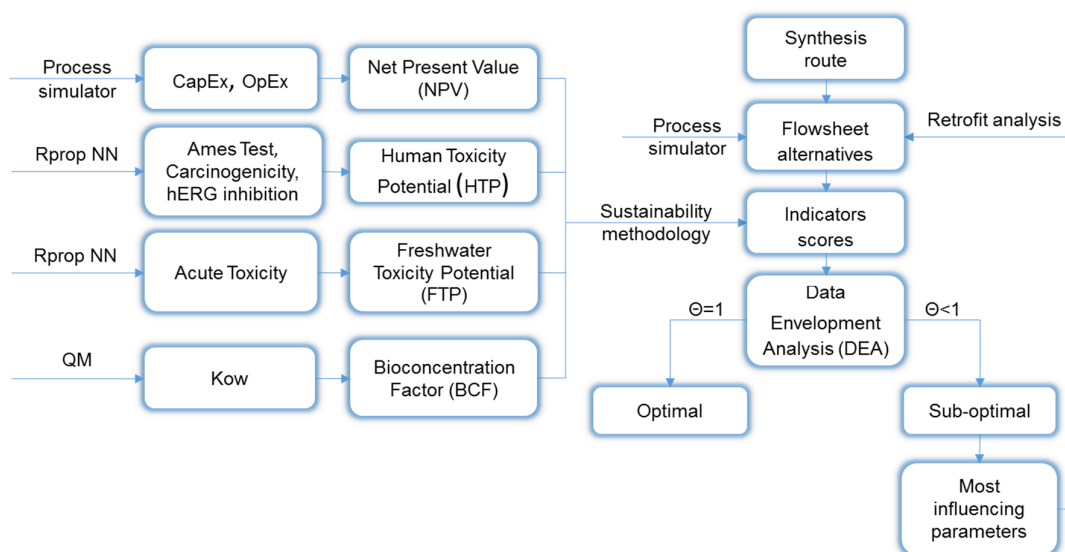 Process
simulator
CapEx, OpEx
Net Present Value
(NPV)
Rprop NN
Ames Test,
Carcinogenicity,
hERG inhibition
Human Toxicity
Potential (HTP)
Rprop NN
Acute Toxicity
Freshwater
Toxicity Potential
(FTP)
QM
Kow
Bioconcentration
Factor (BCF)
Sustainability
methodology
Synthesis
route
Process
simulator
Flowsheet
alternatives
Retrofit analysis
Indicators
scores
Data
Envelopment
Analysis (DEA)
Θ=1
Θ<1
Optimal
Sub-optimal
Most
influencing
parameters